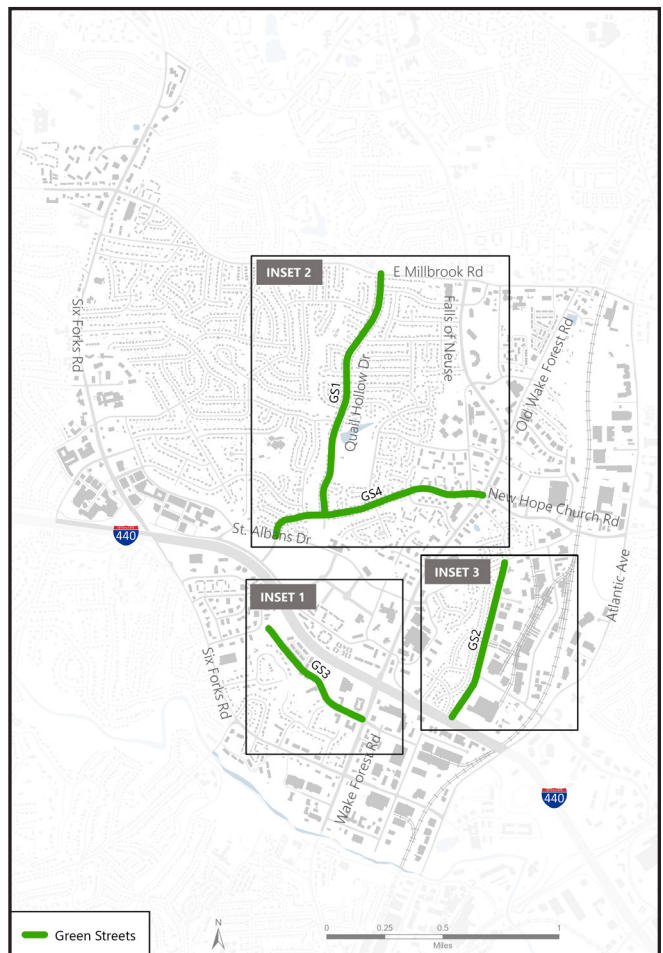 INSET 2
E Millbrook Rd
Six Forks Rd
Falls of Neuse
Old Wake Forest Rd
GS1
Quail Hollow Dr
GS4
New Hope Church Rd
St. Albans Dr
440
INSET 3
INSET 1
Atlantic Ave
GS2
GS3
Six Forks Rd
Wake Forest Rd
440
Green Streets
N
0 0.25 0.5 1
Miles